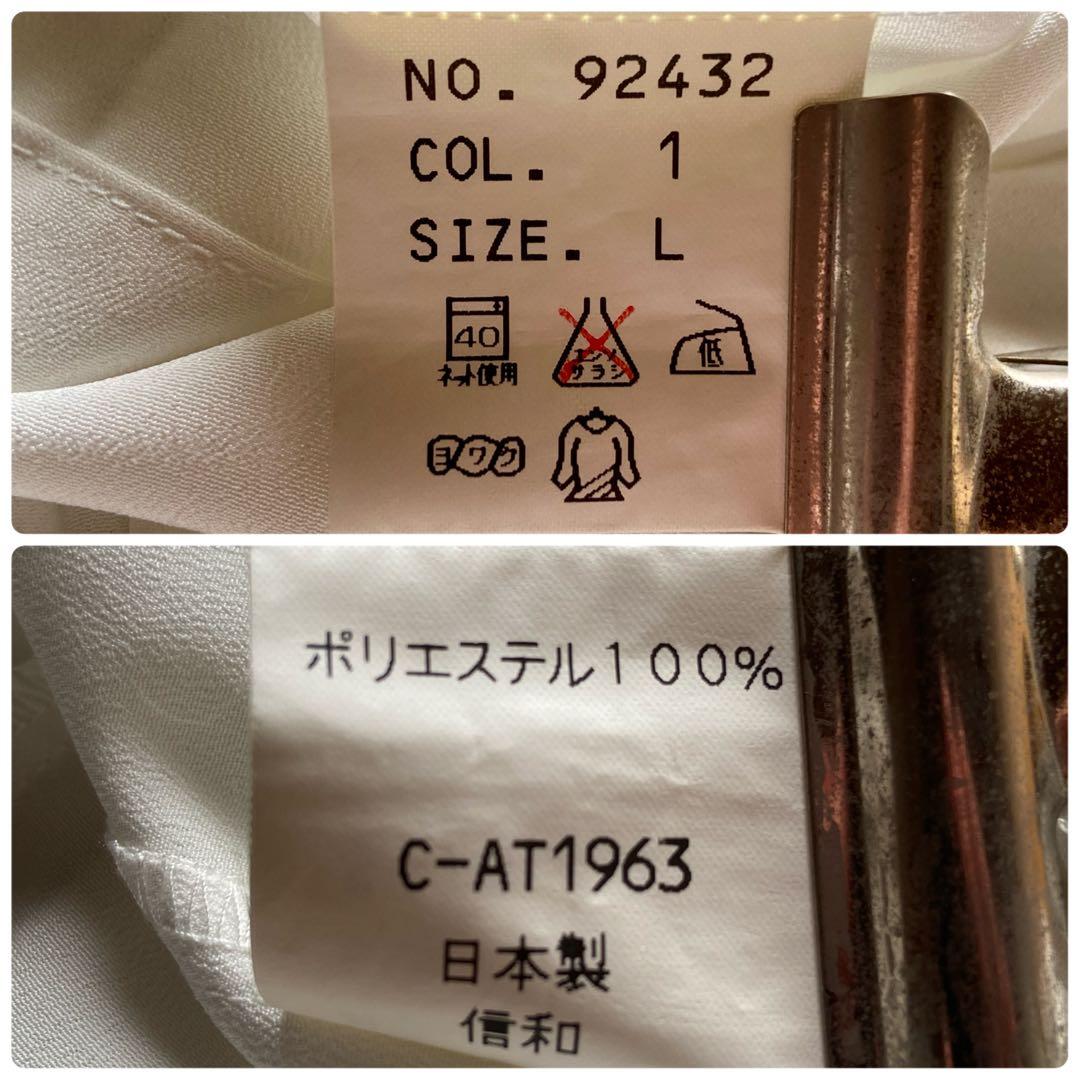 NO. 92432
COL. 1
SIZE. L
40
ネット使用
エンソ
サラシ
低
ヨワク
ポリエステル100%
C-AT1963
日本製
信和